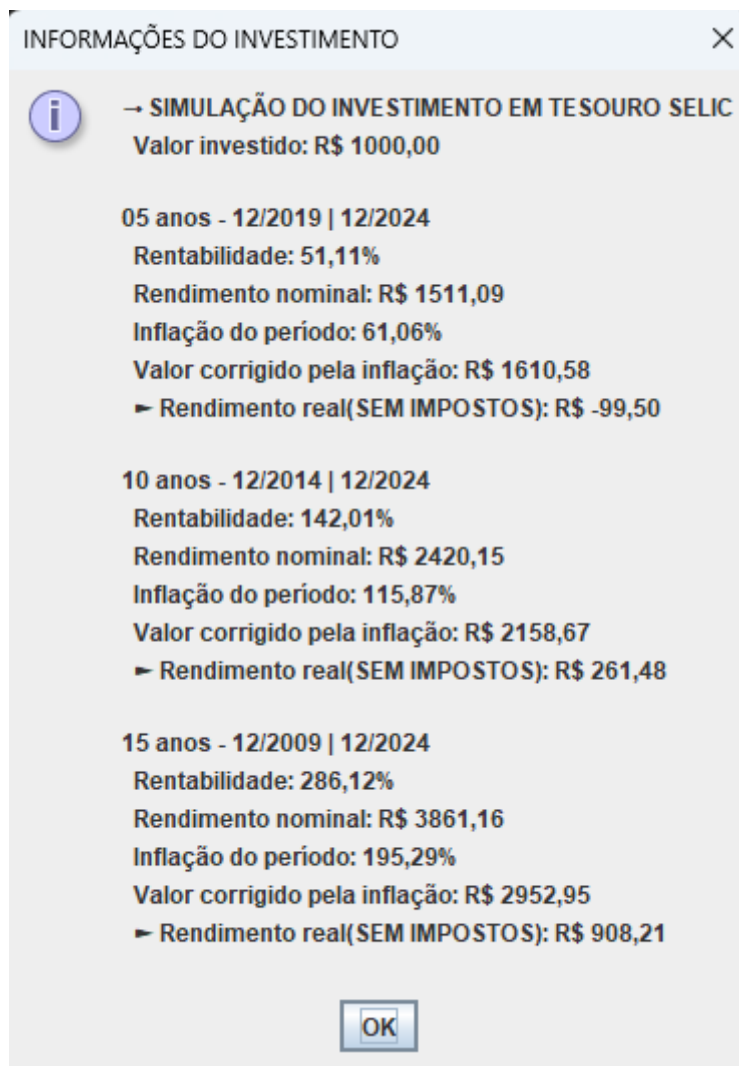 INFORMAÇÕES DO INVESTIMENTO
→ SIMULAÇÃO DO INVESTIMENTO EM TESOURO SELIC
Valor investido: R$ 1000,00
05 anos - 12/2019 | 12/2024
Rentabilidade: 51,11%
Rendimento nominal: R$ 1511,09
Inflação do período: 61,06%
Valor corrigido pela inflação: R$ 1610,58
► Rendimento real(SEM IMPOSTOS): R$ -99,50
10 anos - 12/2014 | 12/2024
Rentabilidade: 142,01%
Rendimento nominal: R$ 2420,15
Inflação do período: 115,87%
Valor corrigido pela inflação: R$ 2158,67
► Rendimento real(SEM IMPOSTOS): R$ 261,48
15 anos - 12/2009 | 12/2024
Rentabilidade: 286,12%
Rendimento nominal: R$ 3861,16
Inflação do período: 195,29%
Valor corrigido pela inflação: R$ 2952,95
► Rendimento real(SEM IMPOSTOS): R$ 908,21
OK